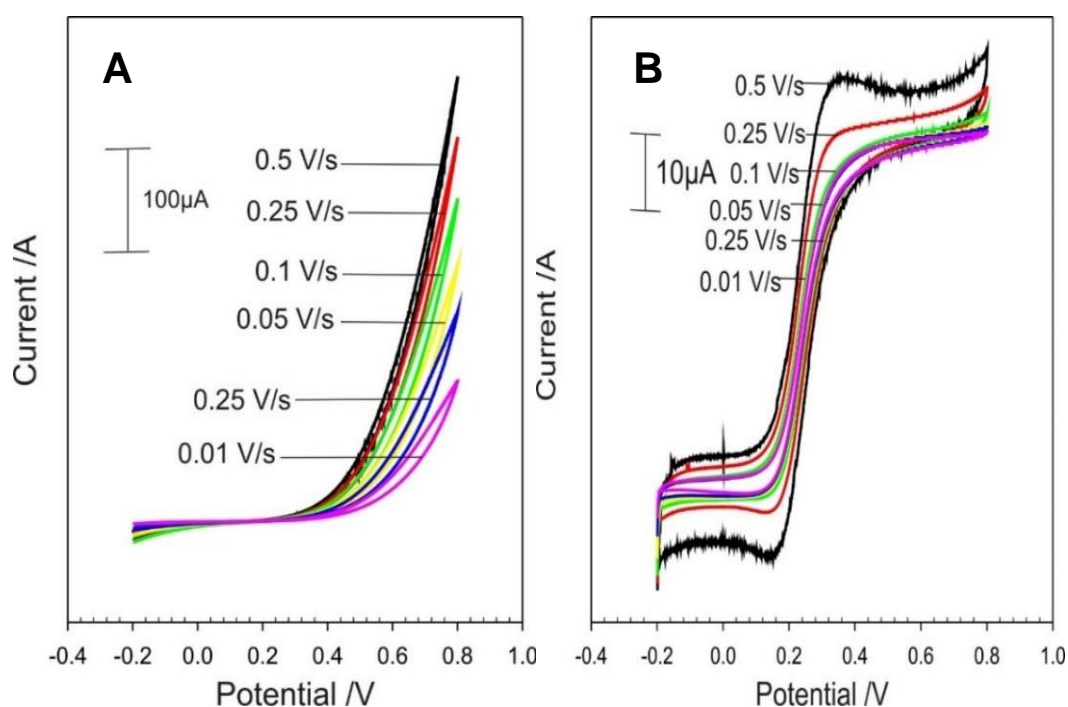 A
0.5 V/s
100µA
0.25 V/s
0.1 V/s
0.05 V/s
0.25 V/s
0.01 V/s
Current /A
-0.4 -0.2 0.0 0.2 0.4 0.6 0.8 1.0
Potential /V
B
0.5 V/s
0.25 V/s
10µA
0.1 V/s
0.05 V/s
0.25 V/s
0.01 V/s
Current /A
-0.4 -0.2 0.0 0.2 0.4 0.6 0.8 1.0
Potential /V